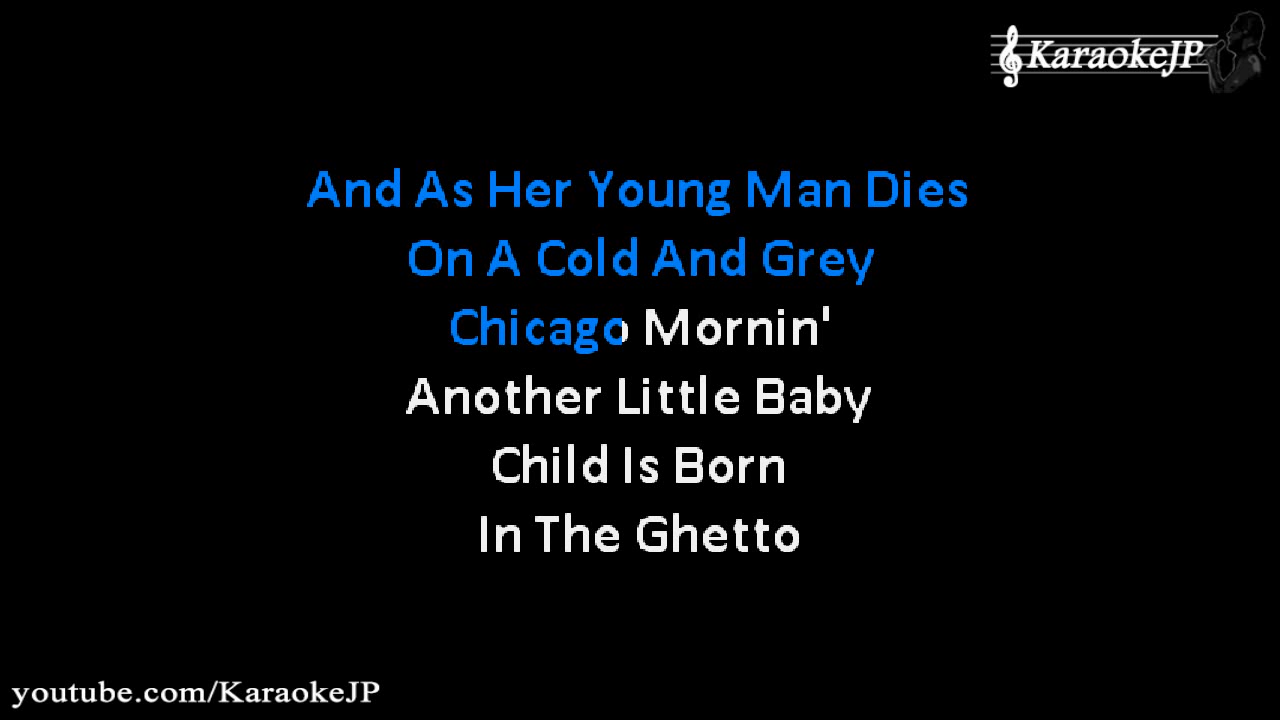 KaraokeJP
And As Her Young Man Dies
On A Cold And Grey
Chicago Mornin'
Another Little Baby
Child Is Born
In The Ghetto
youtube.com/KaraokeJP